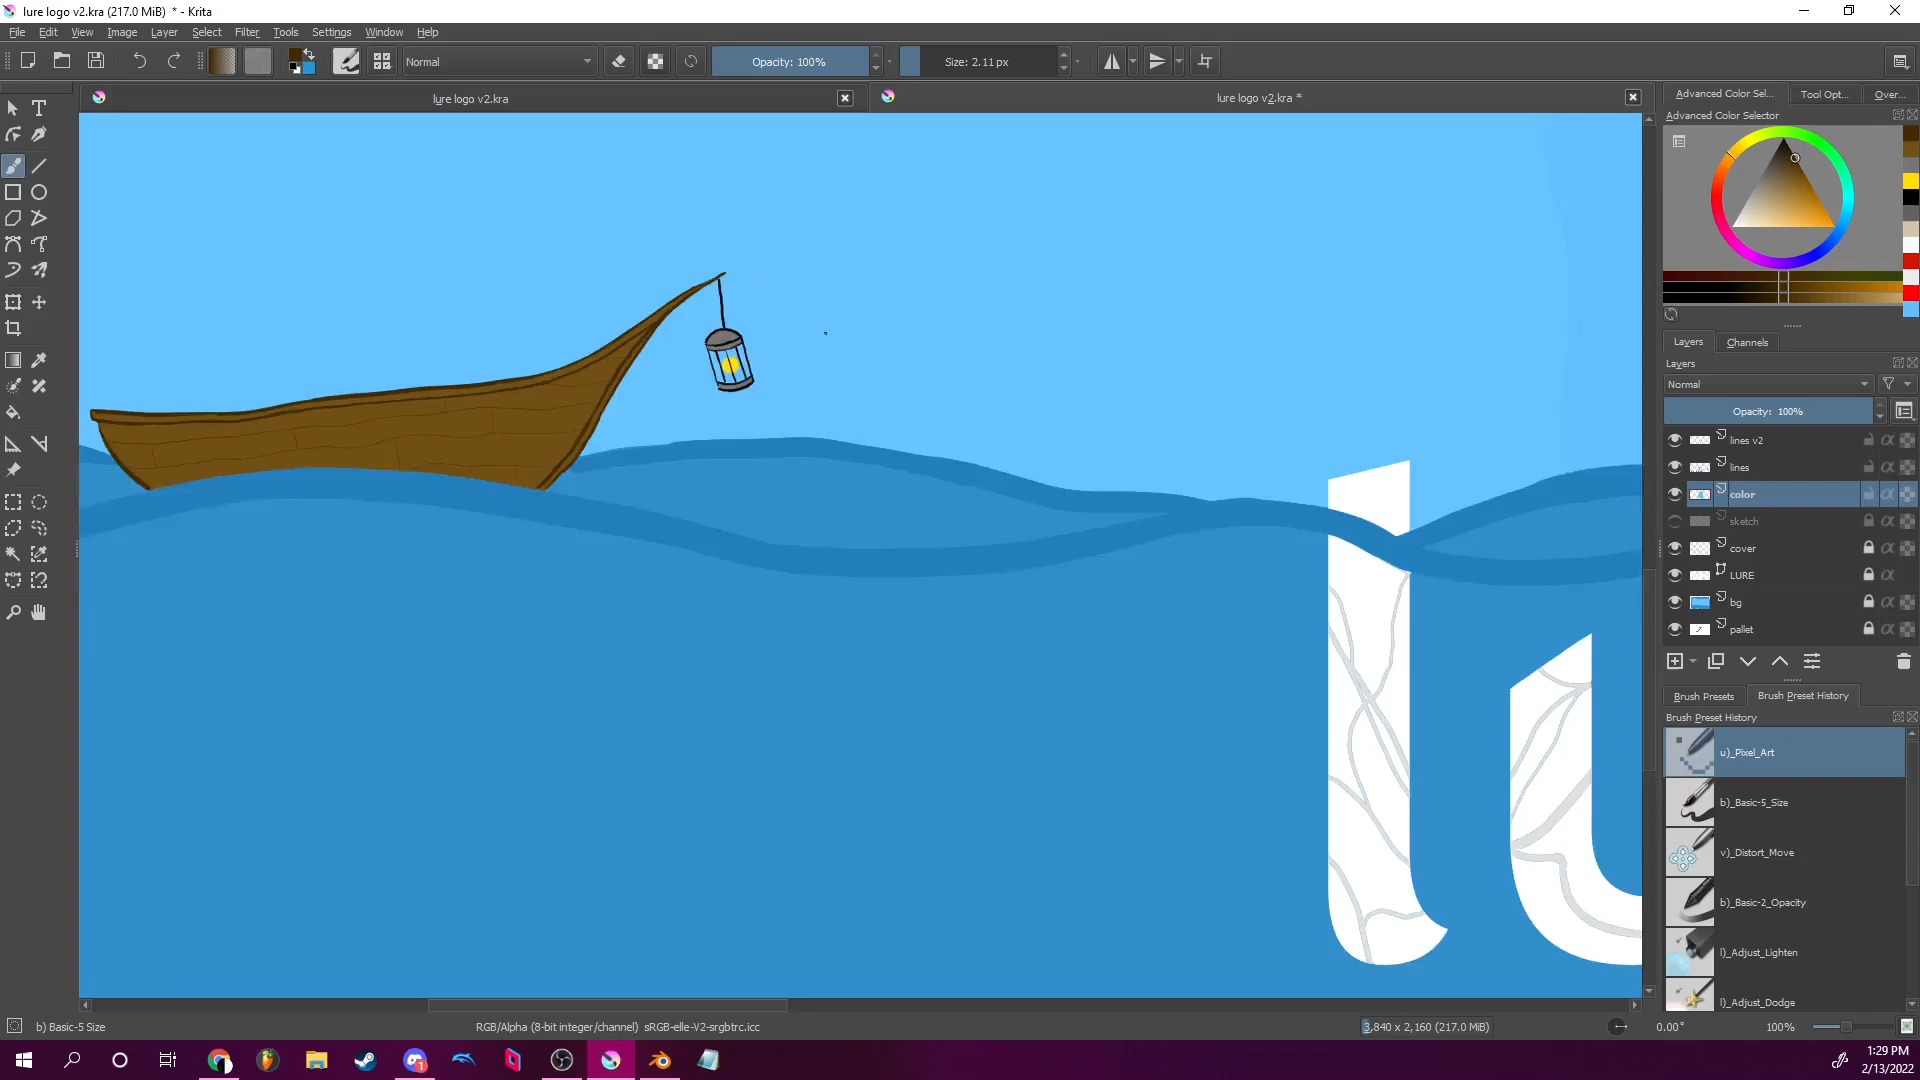 lure logo v2.kra (217.0 MiB)  * - Krita
File Edit View Image Layer Select Filter Tools Settings Window Help
Normal Opacity: 100% Size: 2.11 px
lure logo v2.kra lure logo v2.kra *
Advanced Color Sel... Tool Opt... Over...
Advanced Color Selector
Layers Channels
Layers
Normal
Opacity: 100%
lines v2
lines
color
sketch
cover
LURE
bg
pallet
Brush Presets Brush Preset History
Brush Preset History
u)_Pixel_Art
b)_Basic-5_Size
v)_Distort_Move
b)_Basic-2_Opacity
l)_Adjust_Lighten
l)_Adjust_Dodge
lu
b) Basic-5 Size RGB/Alpha (8-bit integer/channel) sRGB-elle-V2-srgbtrc.icc 3,840 x 2,160 (217.0 MiB) 0.00° 100%
1
1:29 PM
2/13/2022